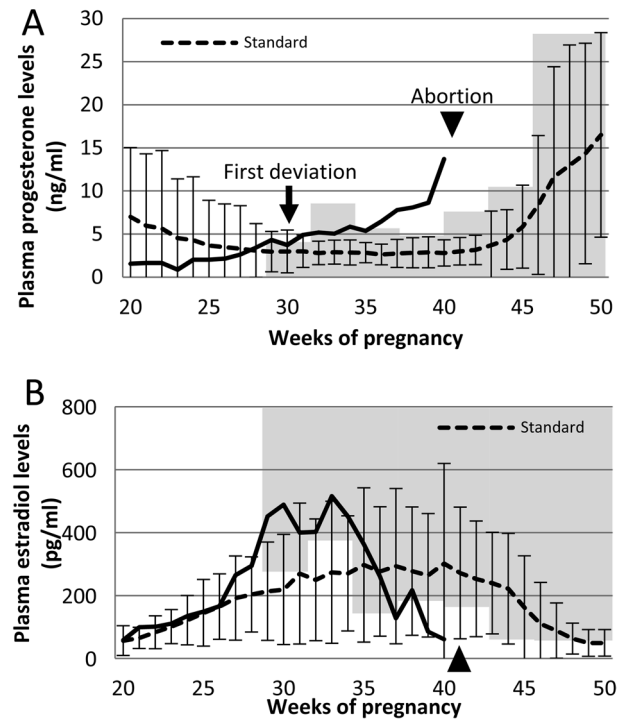 A
Plasma progesterone levels
(ng/ml)
30
25
20
15
10
5
0
Standard
Abortion
First deviation
20 25 30 35 40 45 50
Weeks of pregnancy
B
Plasma estradiol levels
(pg/ml)
800
600
400
200
0
Standard
20 25 30 35 40 45 50
Weeks of pregnancy